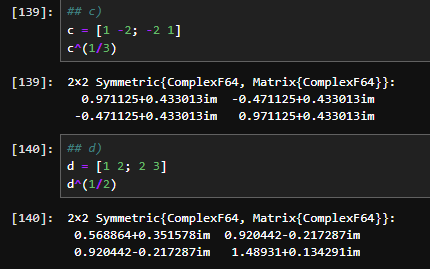 [139]: ## c)
c = [1 -2; -2 1]
c^(1/3)
[139]: 2×2 Symmetric{ComplexF64, Matrix{ComplexF64}}:
0.971125+0.433013im -0.471125+0.433013im
-0.471125+0.433013im 0.971125+0.433013im
[140]: ## d)
d = [1 2; 2 3]
d^(1/2)
[140]: 2×2 Symmetric{ComplexF64, Matrix{ComplexF64}}:
0.568864+0.351578im 0.920442-0.217287im
0.920442-0.217287im 1.48931+0.134291im